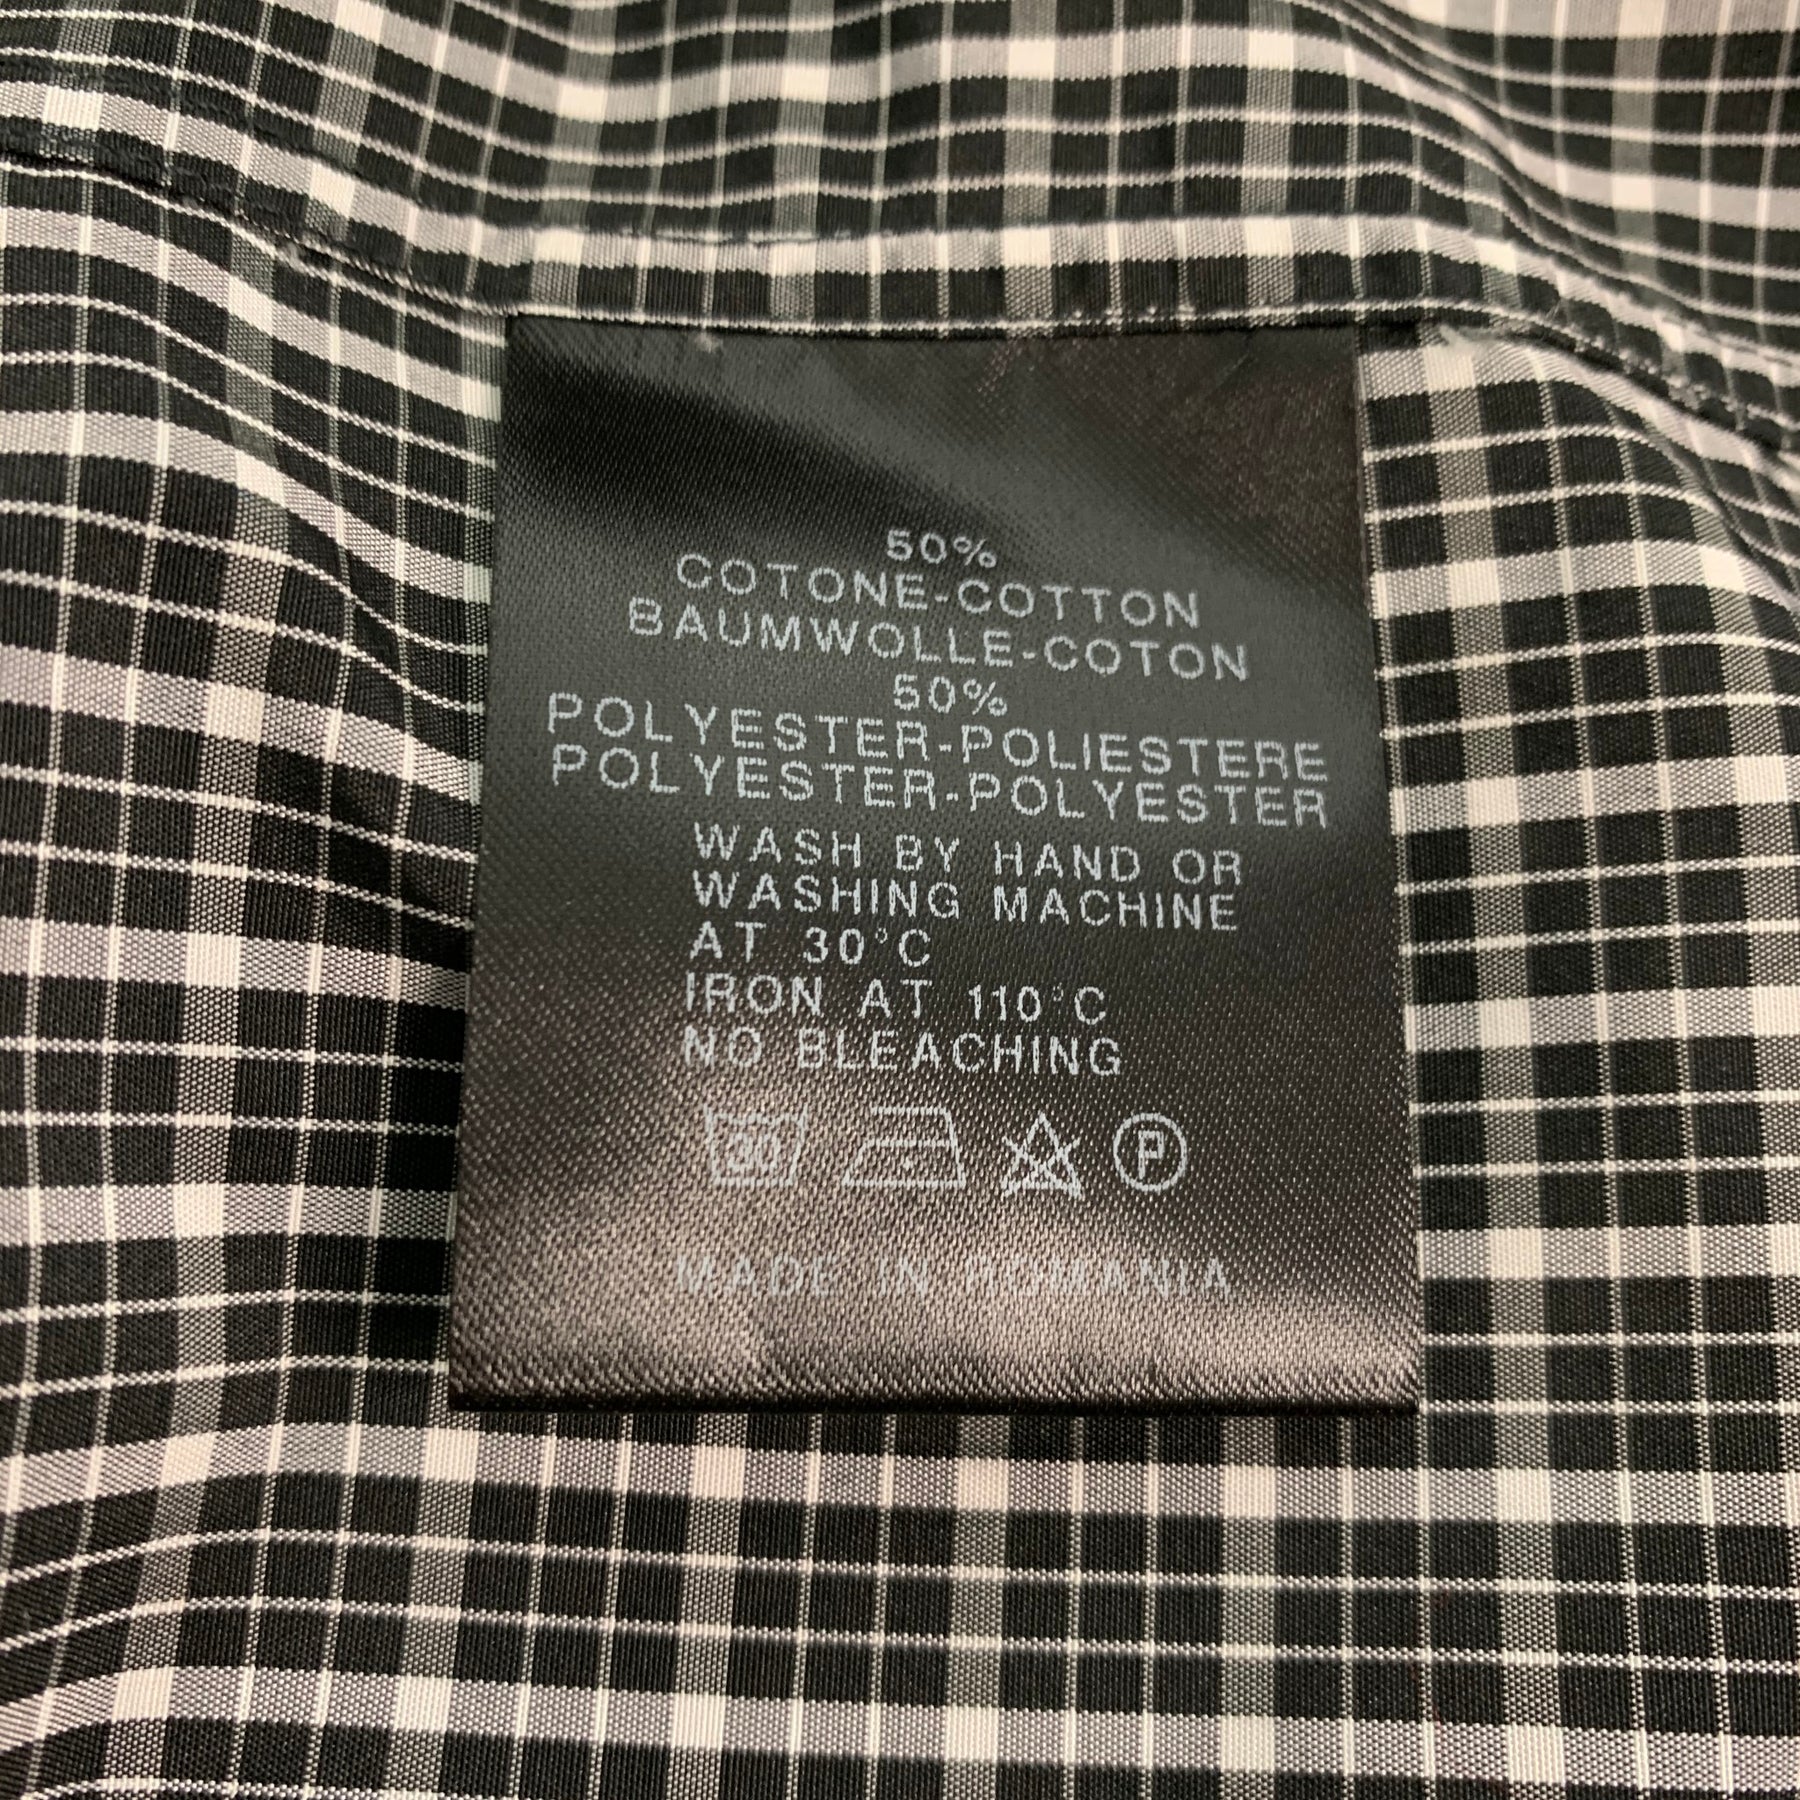 50%
COTONE-COTTON
BAUMWOLLE-COTON
50%
POLYESTER-POLIESTERE
POLYESTER-POLYESTER
WASH BY HAND OR
WASHING MACHINE
AT 30°C
IRON AT 110°C
NO BLEACHING
30 P
MADE IN ROMANIA